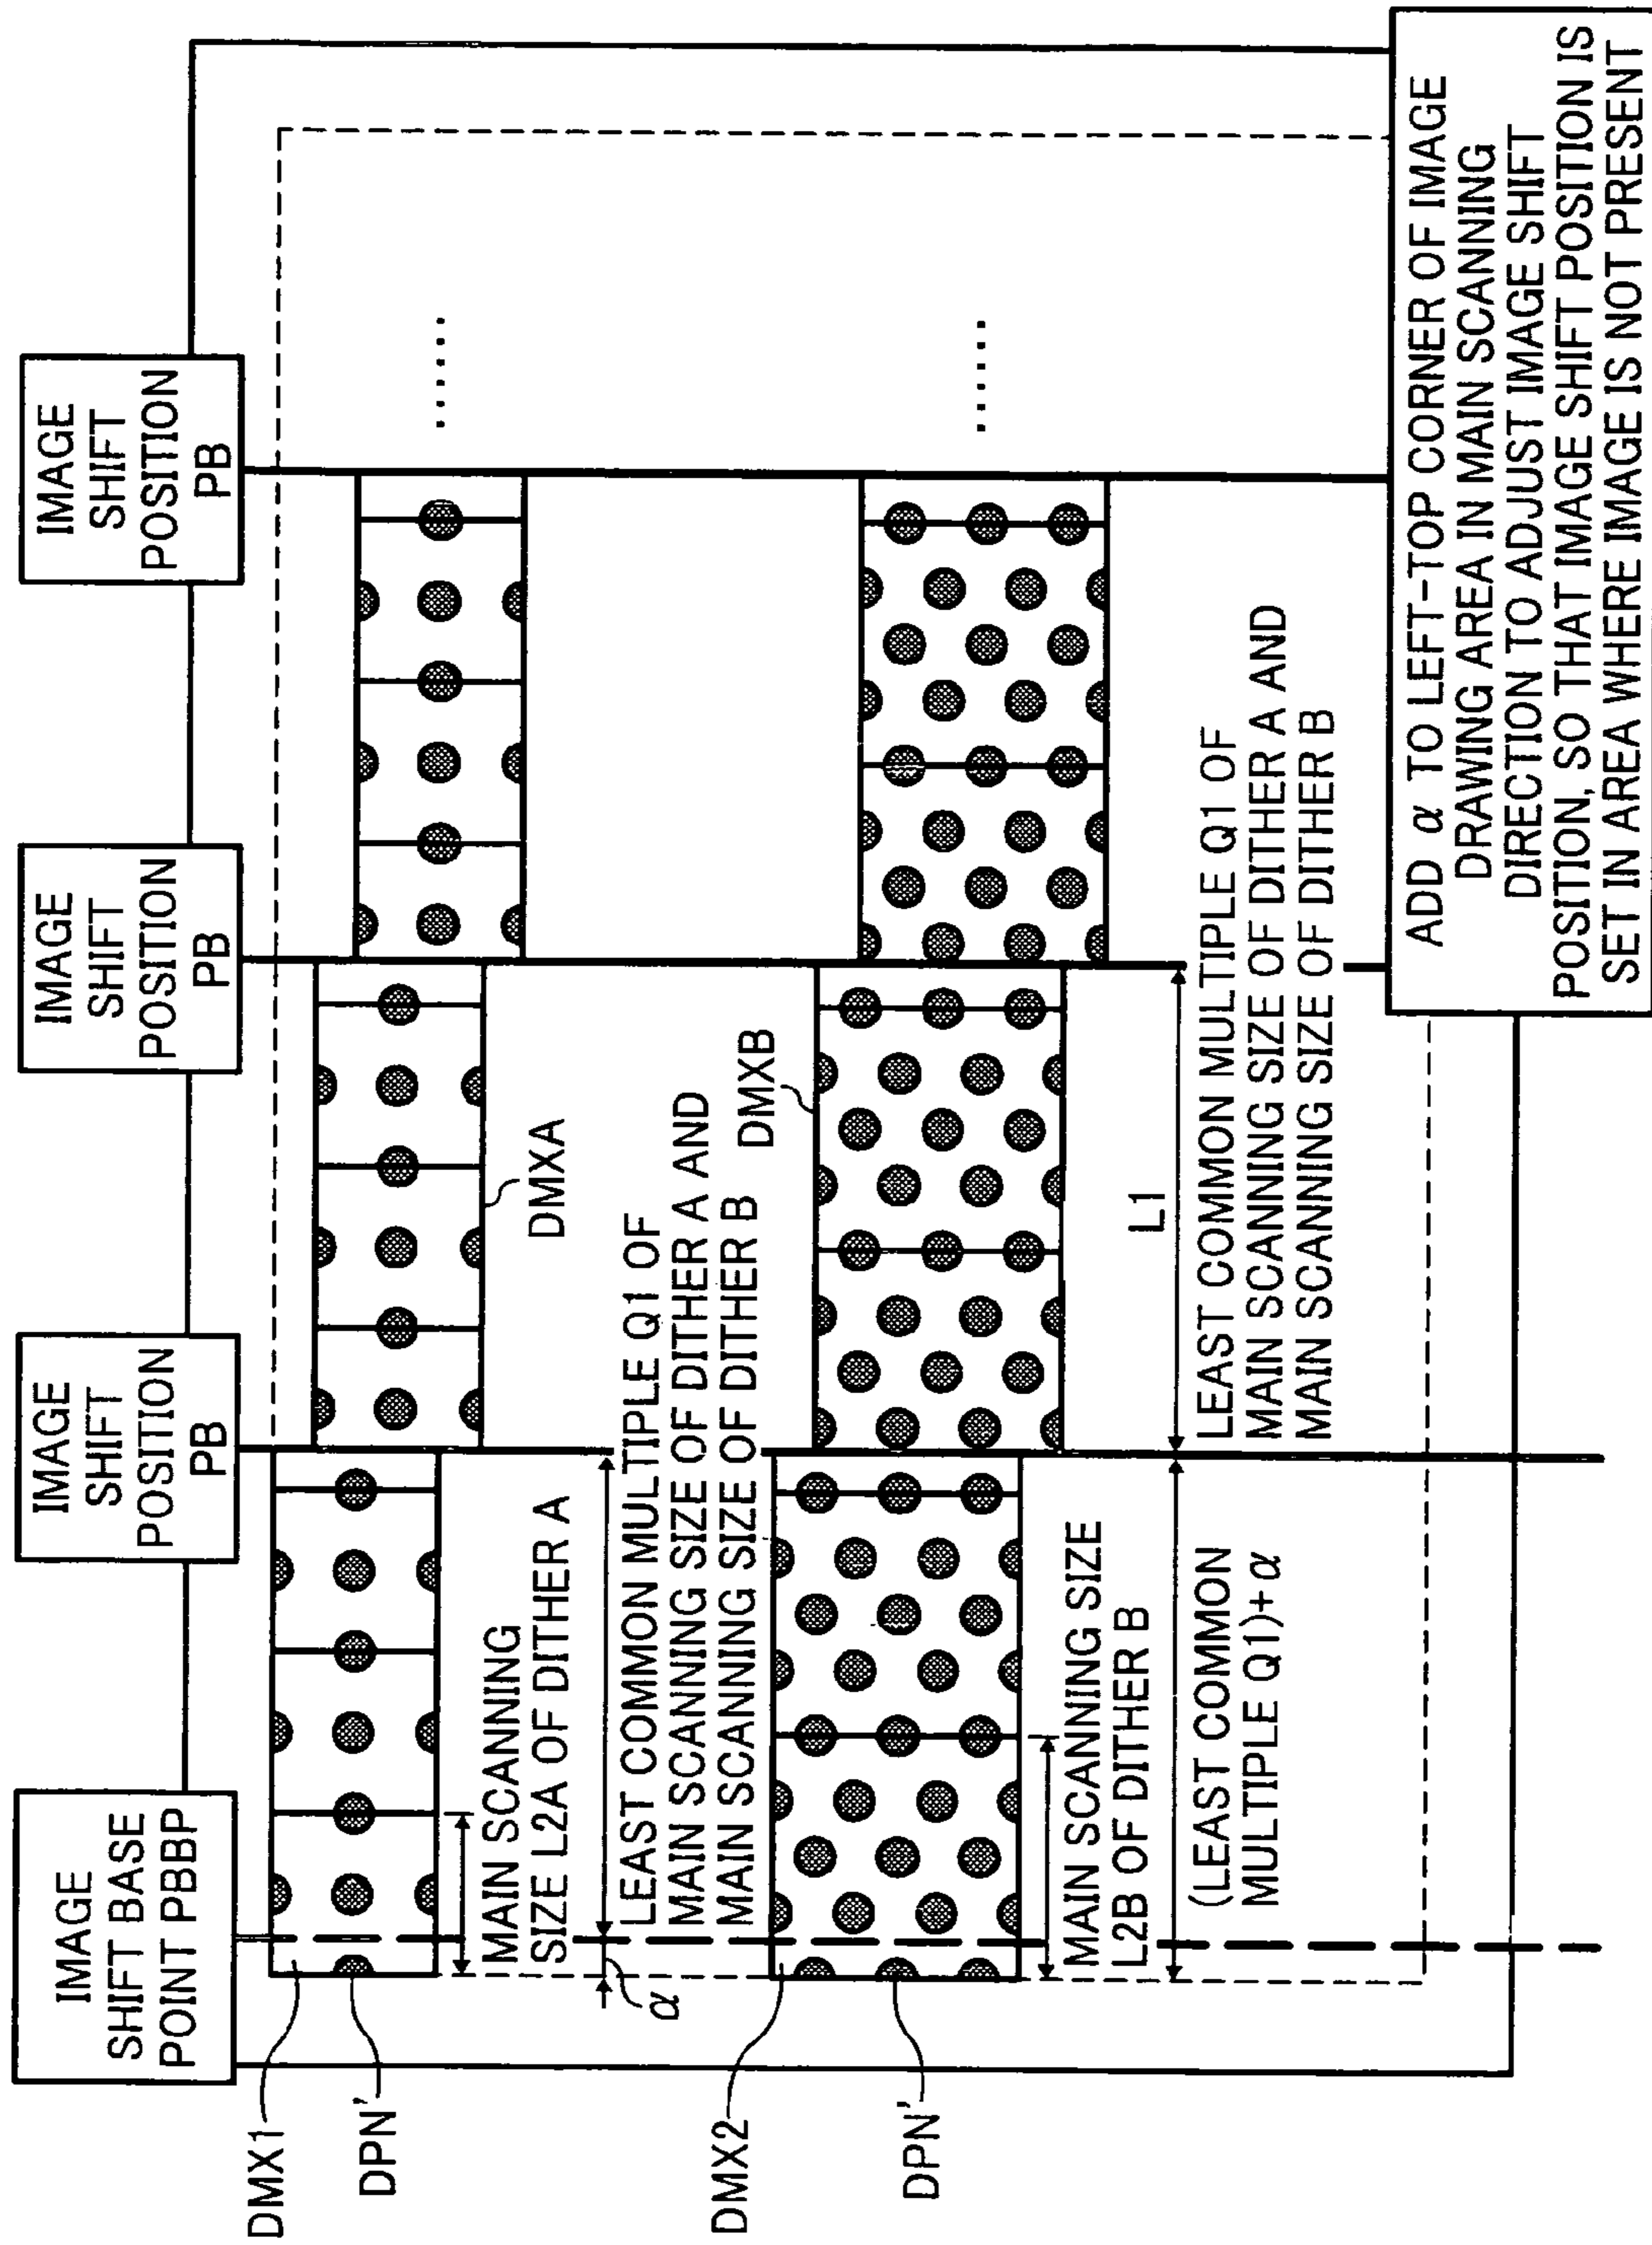 IMAGE
SHIFT BASE
POINT PBBP
IMAGE
SHIFT
POSITION
PB
IMAGE
SHIFT
POSITION
PB
IMAGE
SHIFT
POSITION
PB
DMX1
DPN'
DMXA
MAIN SCANNING
SIZE L2A OF DITHER A
α
LEAST COMMON MULTIPLE Q1 OF
MAIN SCANNING SIZE OF DITHER A AND
MAIN SCANNING SIZE OF DITHER B
DMXB
DMX2
DPN'
MAIN SCANNING SIZE
L2B OF DITHER B
L1
(LEAST COMMON
MULTIPLE Q1)+α
LEAST COMMON MULTIPLE Q1 OF
MAIN SCANNING SIZE OF DITHER A AND
MAIN SCANNING SIZE OF DITHER B
ADD α TO LEFT-TOP CORNER OF IMAGE
DRAWING AREA IN MAIN SCANNING
DIRECTION TO ADJUST IMAGE SHIFT
POSITION, SO THAT IMAGE SHIFT POSITION IS
SET IN AREA WHERE IMAGE IS NOT PRESENT